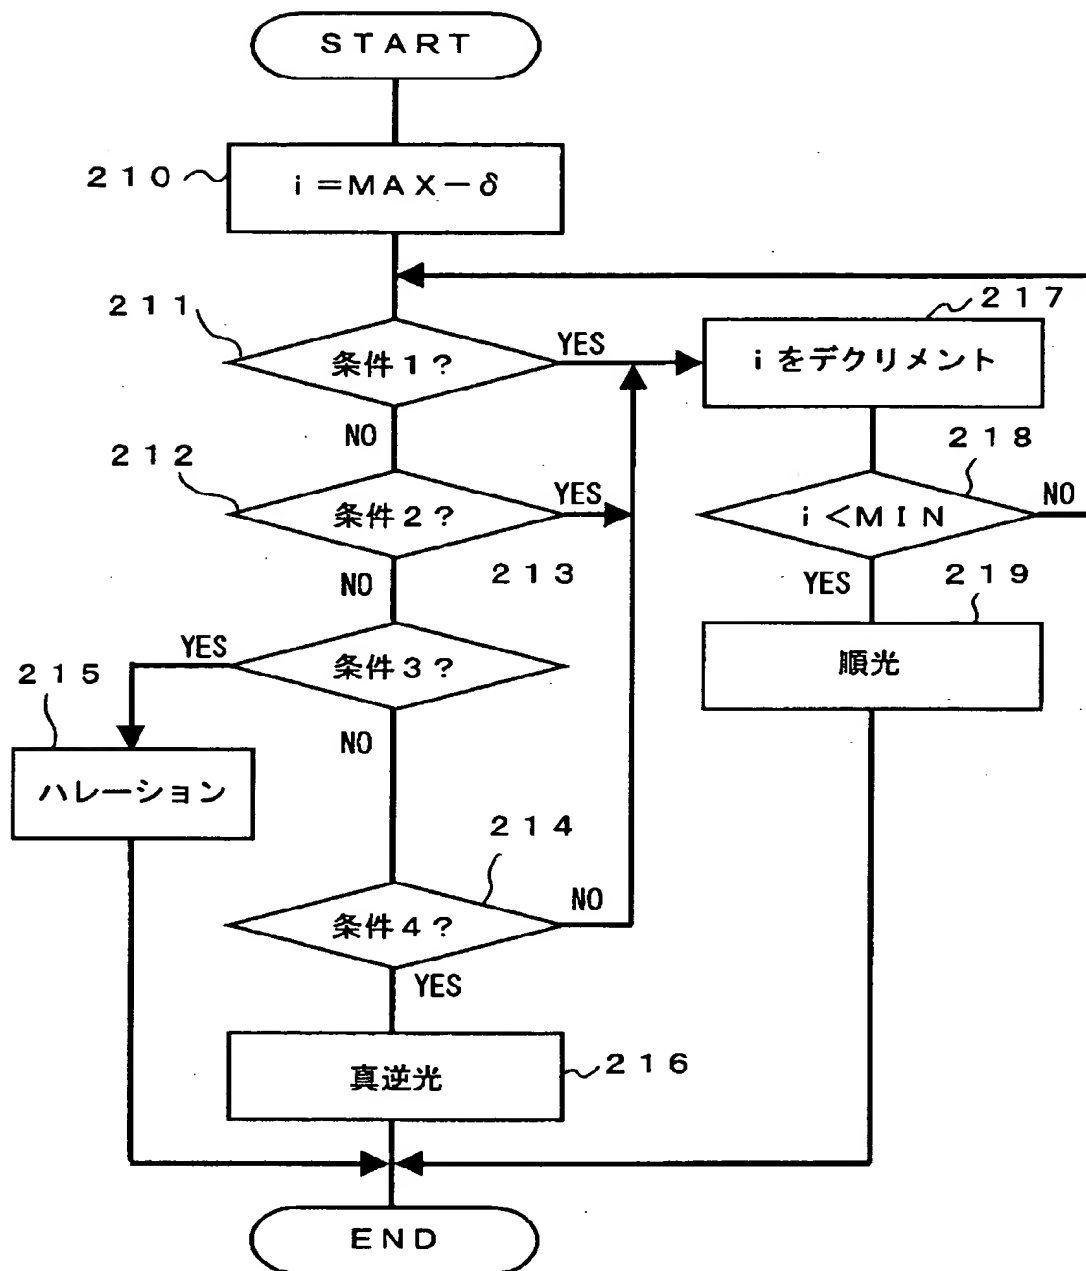 START
210
i=MAX-δ
211
217
条件1?
YES
iをデクリメント
NO
212
218
条件2?
YES
i<MIN
NO
213
NO
YES
219
YES
条件3?
順光
215
NO
ハレーション
214
条件4?
NO
YES
真逆光
216
END